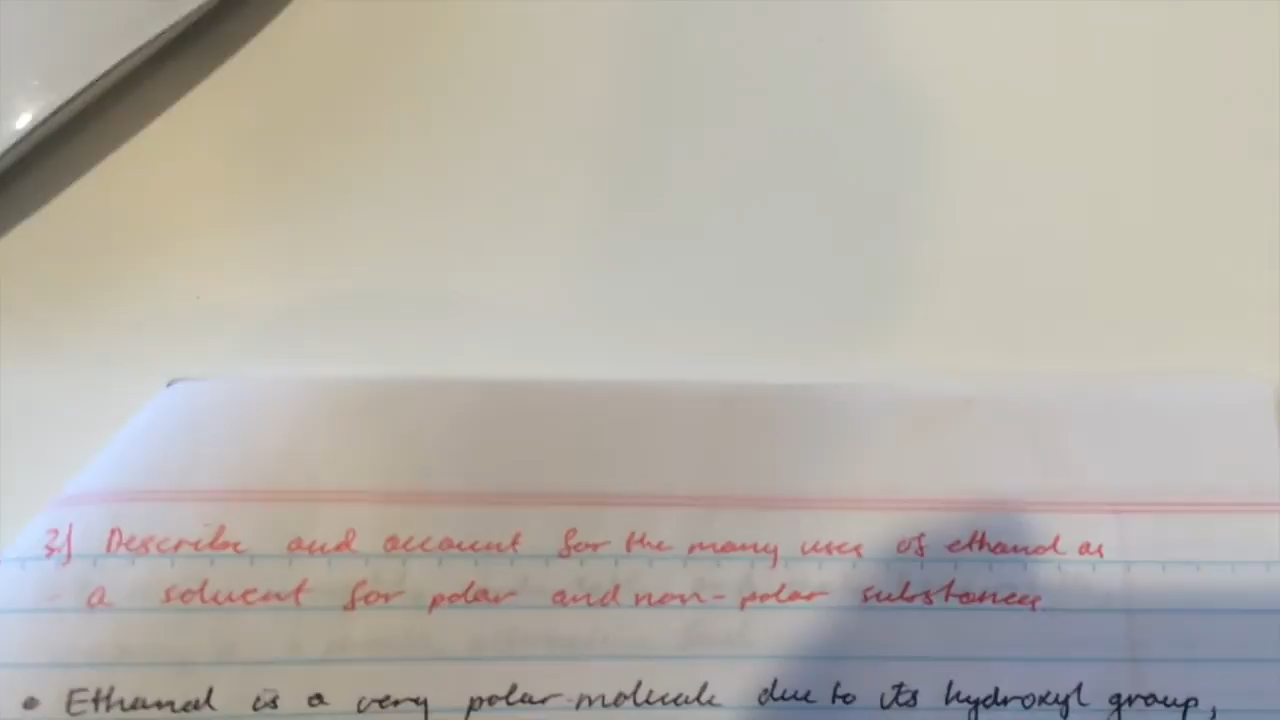 3) Describe and account for the many uses of ethanol as
- a solvent for polar and non-polar substances
• Ethanol is a very polar molecule due to its hydroxyl group,